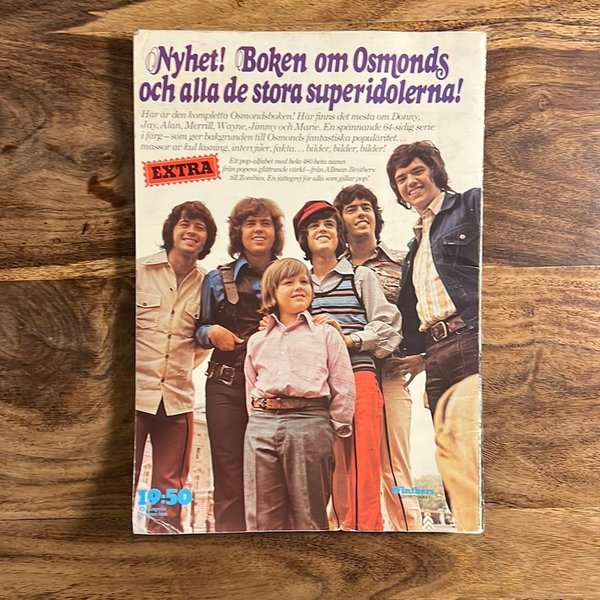 Nyhet! Boken om Osmonds
och alla de stora superidolerna!
Här är den kompletta Osmondsboken! Här finns det mesta om Donny,
Jay, Alan, Merrill, Wayne, Jimmy och Marie. En spännande 64-sidig serie
i färg – som ger bakgrunden till Osmonds fantastiska popularitet...
massor av kul läsning, intervjuer, fakta... bilder, bilder, bilder!
EXTRA
Ett pop-alfabet med hela 480 heta namn
från popens glittrande värld – från Allman Brothers
till Zombies. En jättegrej för alla som gillar pop!
19:50
Winthers